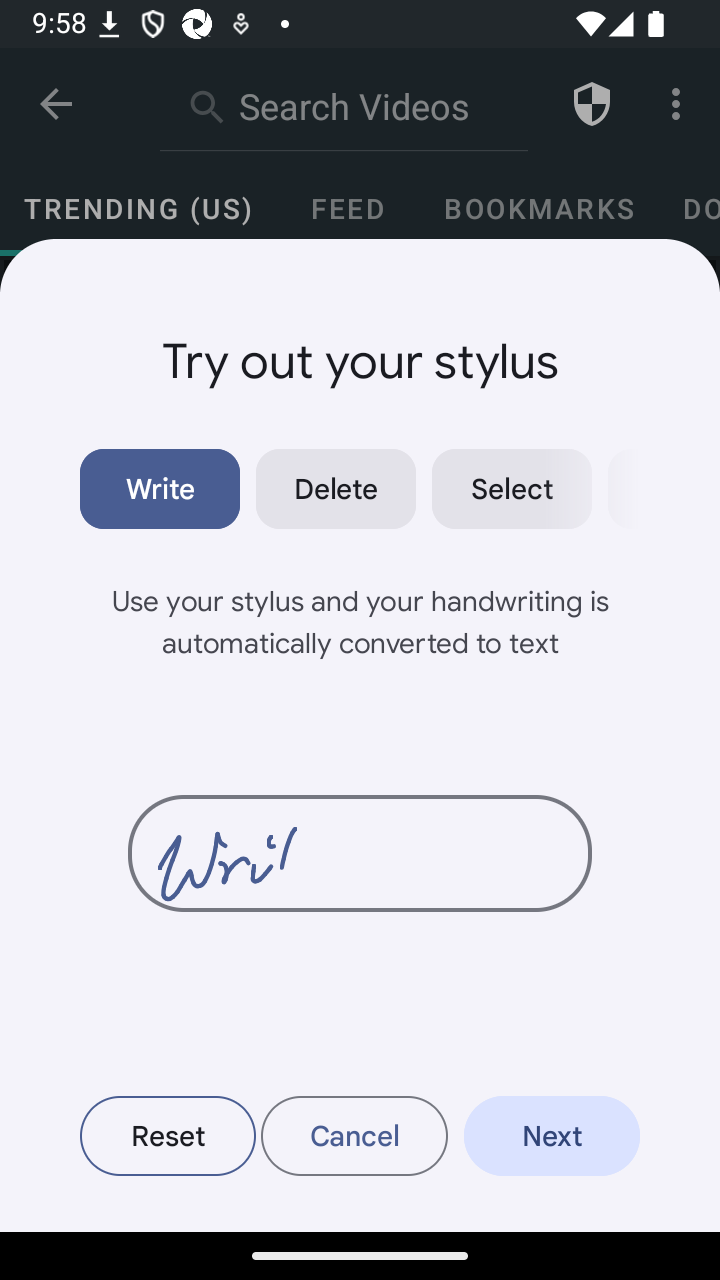 9:58
Search Videos
TRENDING (US) FEED BOOKMARKS DO
Try out your stylus
Write Delete Select
Use your stylus and your handwriting is
automatically converted to text
Reset Cancel Next